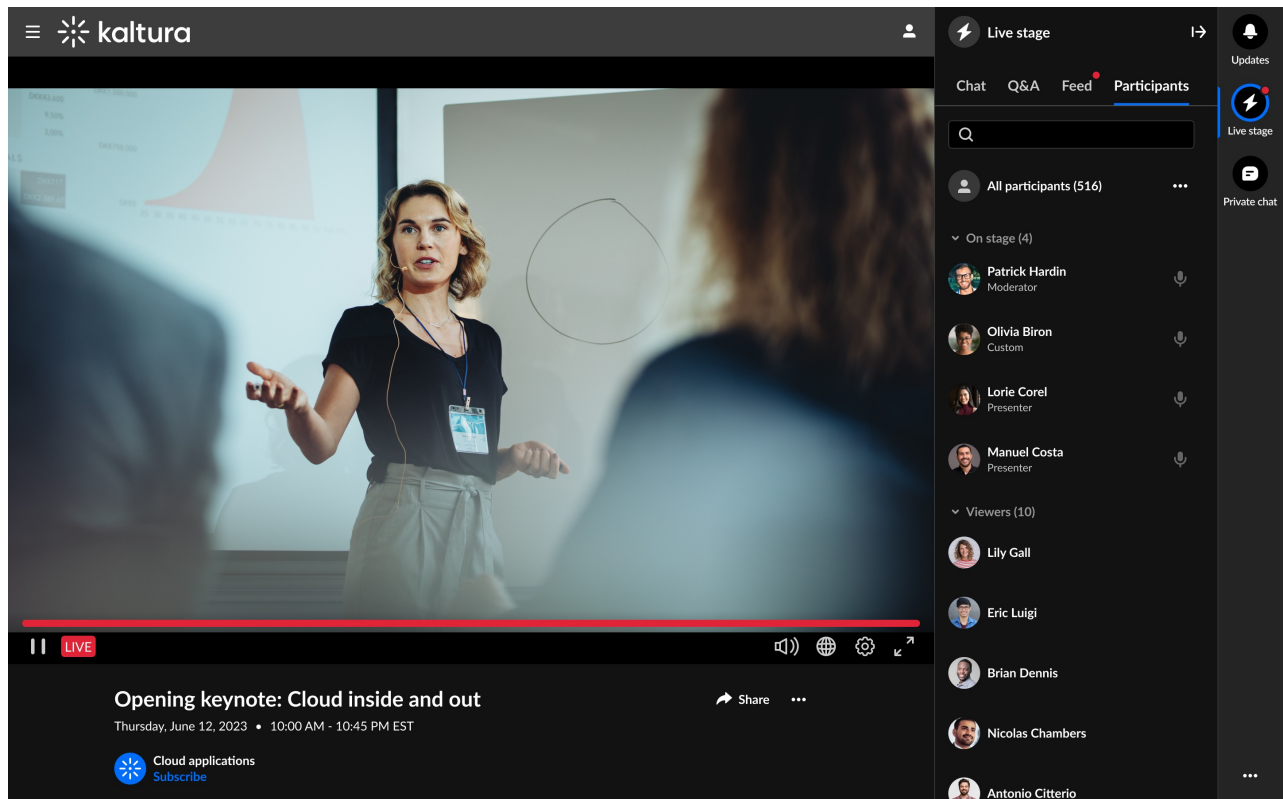 kaltura
Live stage
Updates
Chat Q&A Feed Participants
Live stage
All participants (516)
Private chat
On stage (4)
Patrick Hardin
Moderator
Olivia Biron
Custom
Lorie Corel
Presenter
Manuel Costa
Presenter
Viewers (10)
Lily Gall
Eric Luigi
Brian Dennis
Nicolas Chambers
Antonio Citterio
LIVE
Opening keynote: Cloud inside and out
Share
Thursday, June 12, 2023 • 10:00 AM - 10:45 PM EST
Cloud applications
Subscribe